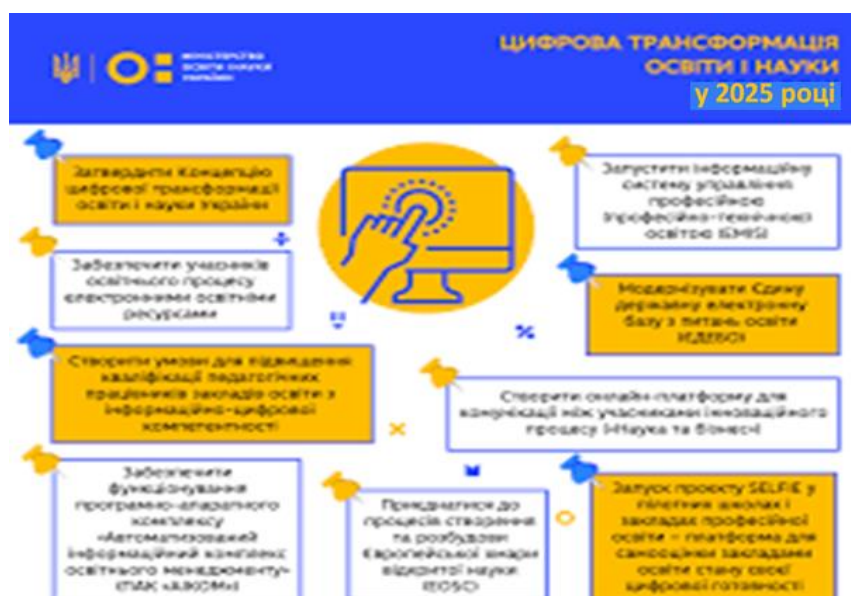 МІНІСТЕРСТВО
ОСВІТИ І НАУКИ
УКРАЇНИ
ЦИФРОВА ТРАНСФОРМАЦІЯ
ОСВІТИ І НАУКИ
у 2025 році
Затвердити Концепцію
цифрової трансформації
освіти і науки України
Запустити інформаційну
систему управління
професійною
(професійно-технічною)
освітою (EMIS)
Забезпечити учасників
освітнього процесу
електронними освітніми
ресурсами
Модернізувати Єдину
державну електронну
базу з питань освіти
(ЄДЕБО)
Створити умови для підвищення
кваліфікації педагогічних
працівників закладів освіти з
інформаційно-цифрової
компетентності
Створити онлайн-платформу для
комунікації між учасниками інноваційного
процесу («Наука та бізнес»)
Забезпечити
функціонування
програмно-апаратного
комплексу
«Автоматизований
інформаційний комплекс
освітнього менеджменту»
(ПАК «АІКОМ»)
Приєднатися до
процесів створення
та розбудови
Європейської хмари
відкритої науки
(EOSC)
Запуск проєкту SELFIE у
пілотних школах і
закладах професійної
освіти – платформа для
самооцінки закладами
освіти стану своєї
цифрової готовності